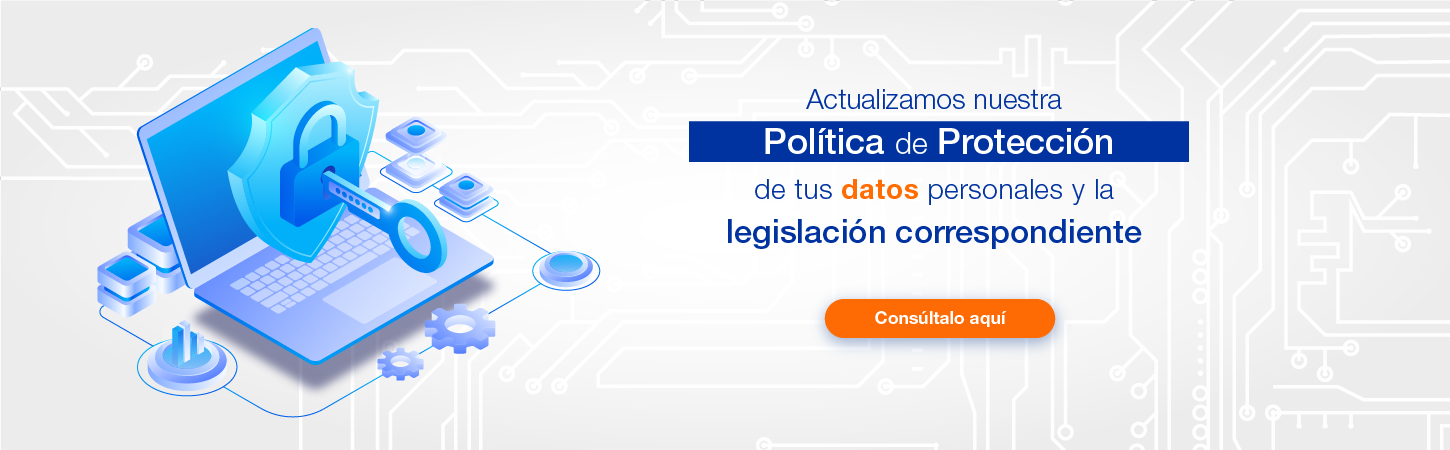 Actualizamos nuestra
Política de Protección
de tus datos personales y la
legislación correspondiente
Consúltalo aquí